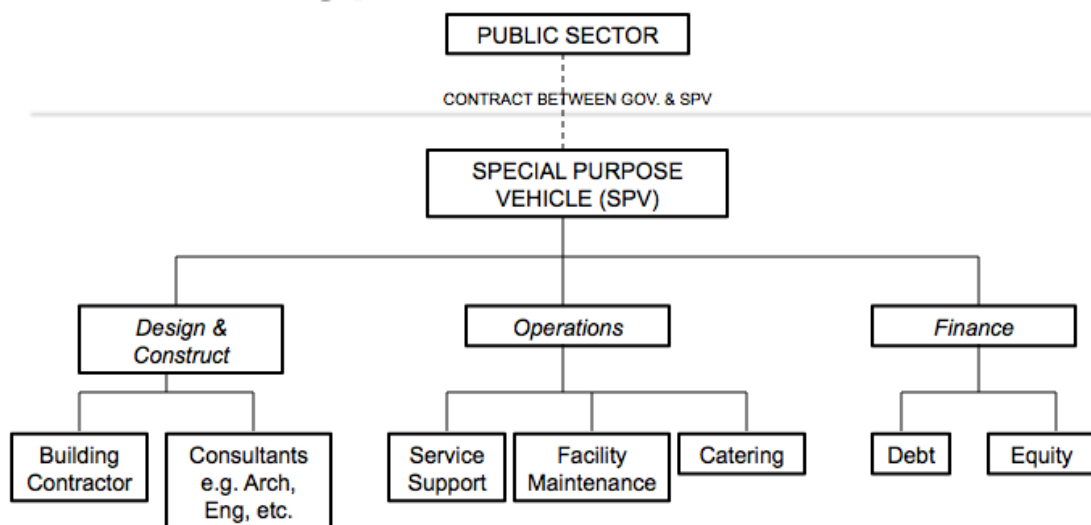 PUBLIC SECTOR
CONTRACT BETWEEN GOV. & SPV
SPECIAL PURPOSE
VEHICLE (SPV)
Design &
Construct
Operations
Finance
Building
Contractor
Consultants
e.g. Arch,
Eng, etc.
Service
Support
Facility
Maintenance
Catering
Debt
Equity